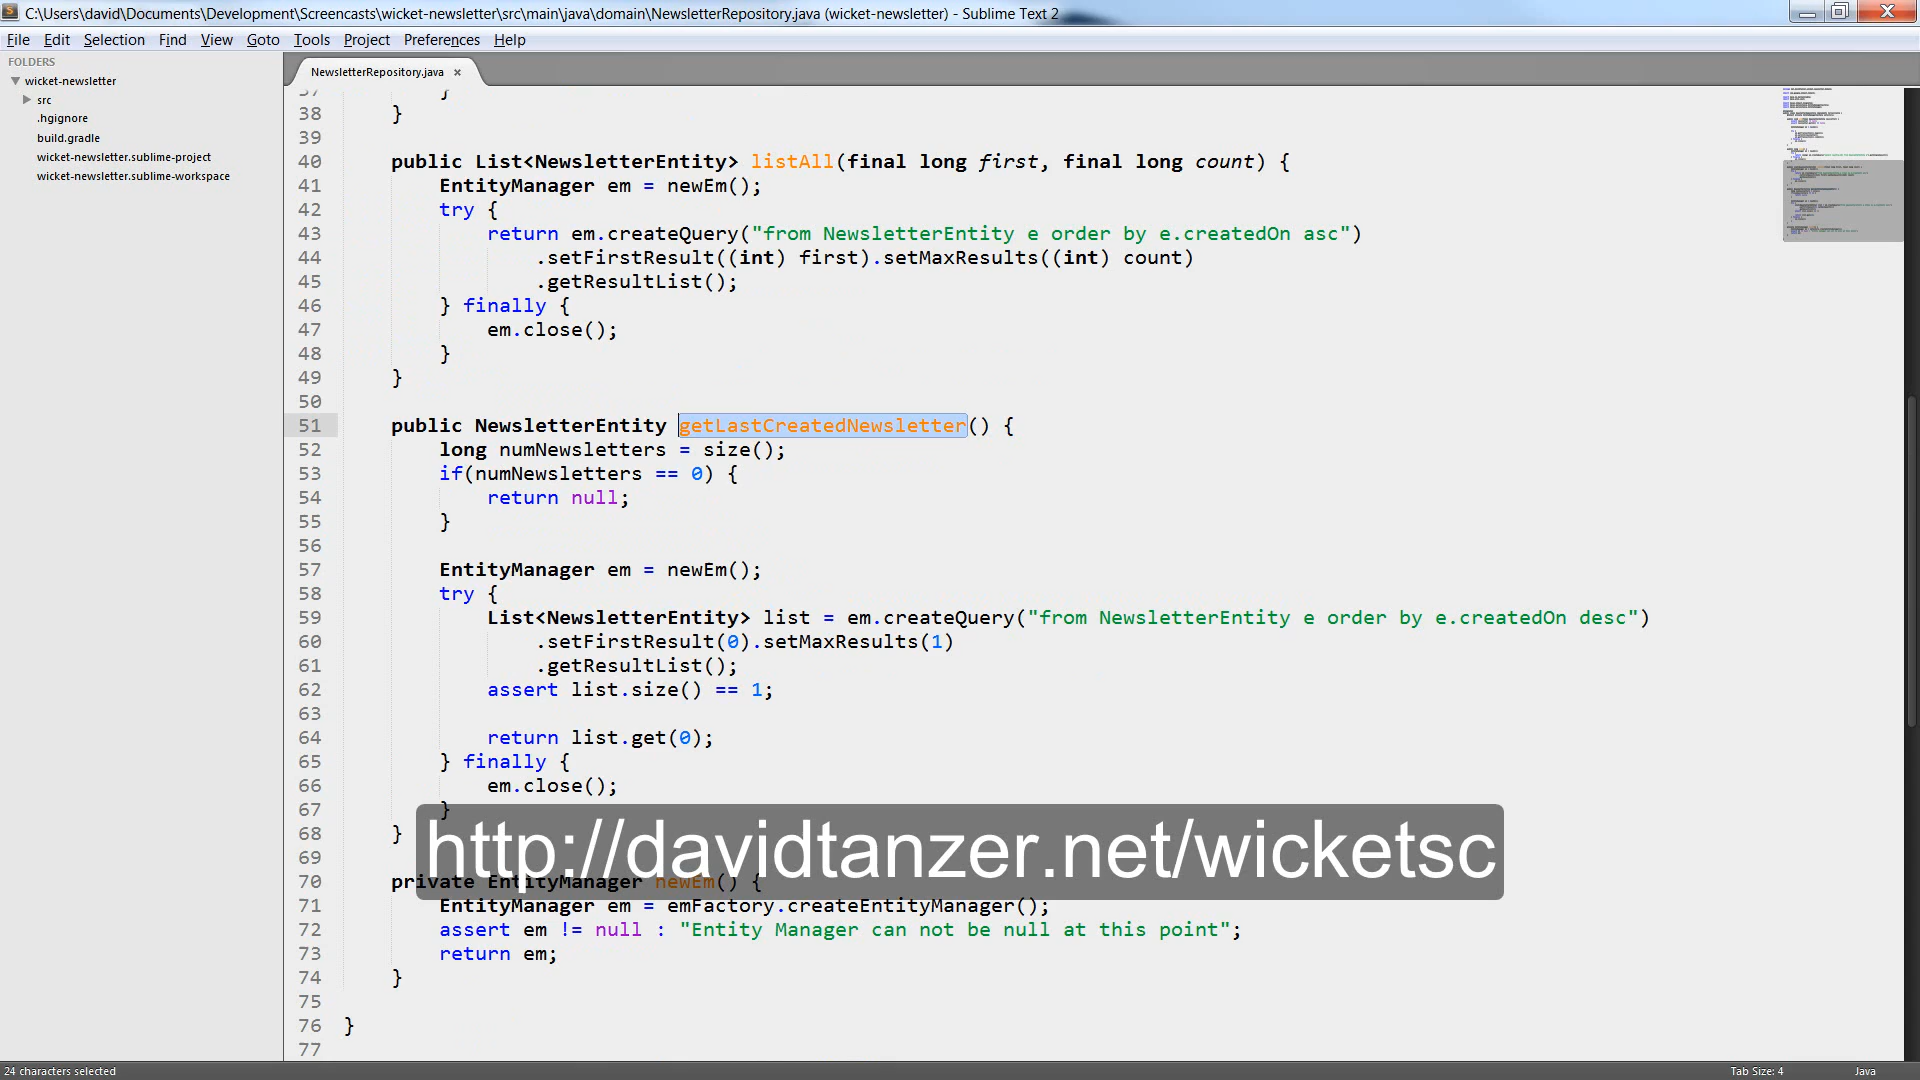 C:\Users\david\Documents\Development\Screencasts\wicket-newsletter\src\main\java\domain\NewsletterRepository.java (wicket-newsletter) - Sublime Text 2
File Edit Selection Find View Goto Tools Project Preferences Help
FOLDERS
wicket-newsletter
src
.hgignore
build.gradle
wicket-newsletter.sublime-project
wicket-newsletter.sublime-workspace
NewsletterRepository.java ×
37 }
38 }
39
40 public List<NewsletterEntity> listAll(final long first, final long count) {
41 EntityManager em = newEm();
42 try {
43 return em.createQuery("from NewsletterEntity e order by e.createdOn asc")
44 .setFirstResult((int) first).setMaxResults((int) count)
45 .getResultList();
46 } finally {
47 em.close();
48 }
49 }
50
51 public NewsletterEntity getLastCreatedNewsletter() {
52 long numNewsletters = size();
53 if(numNewsletters == 0) {
54 return null;
55 }
56
57 EntityManager em = newEm();
58 try {
59 List<NewsletterEntity> list = em.createQuery("from NewsletterEntity e order by e.createdOn desc")
60 .setFirstResult(0).setMaxResults(1)
61 .getResultList();
62 assert list.size() == 1;
63
64 return list.get(0);
65 } finally {
66 em.close();
67 }
68 }
http://davidtanzer.net/wicketsc
69
70 private EntityManager newEm() {
71 EntityManager em = emFactory.createEntityManager();
72 assert em != null : "Entity Manager can not be null at this point";
73 return em;
74 }
75
76 }
77
24 characters selected
Tab Size: 4
Java